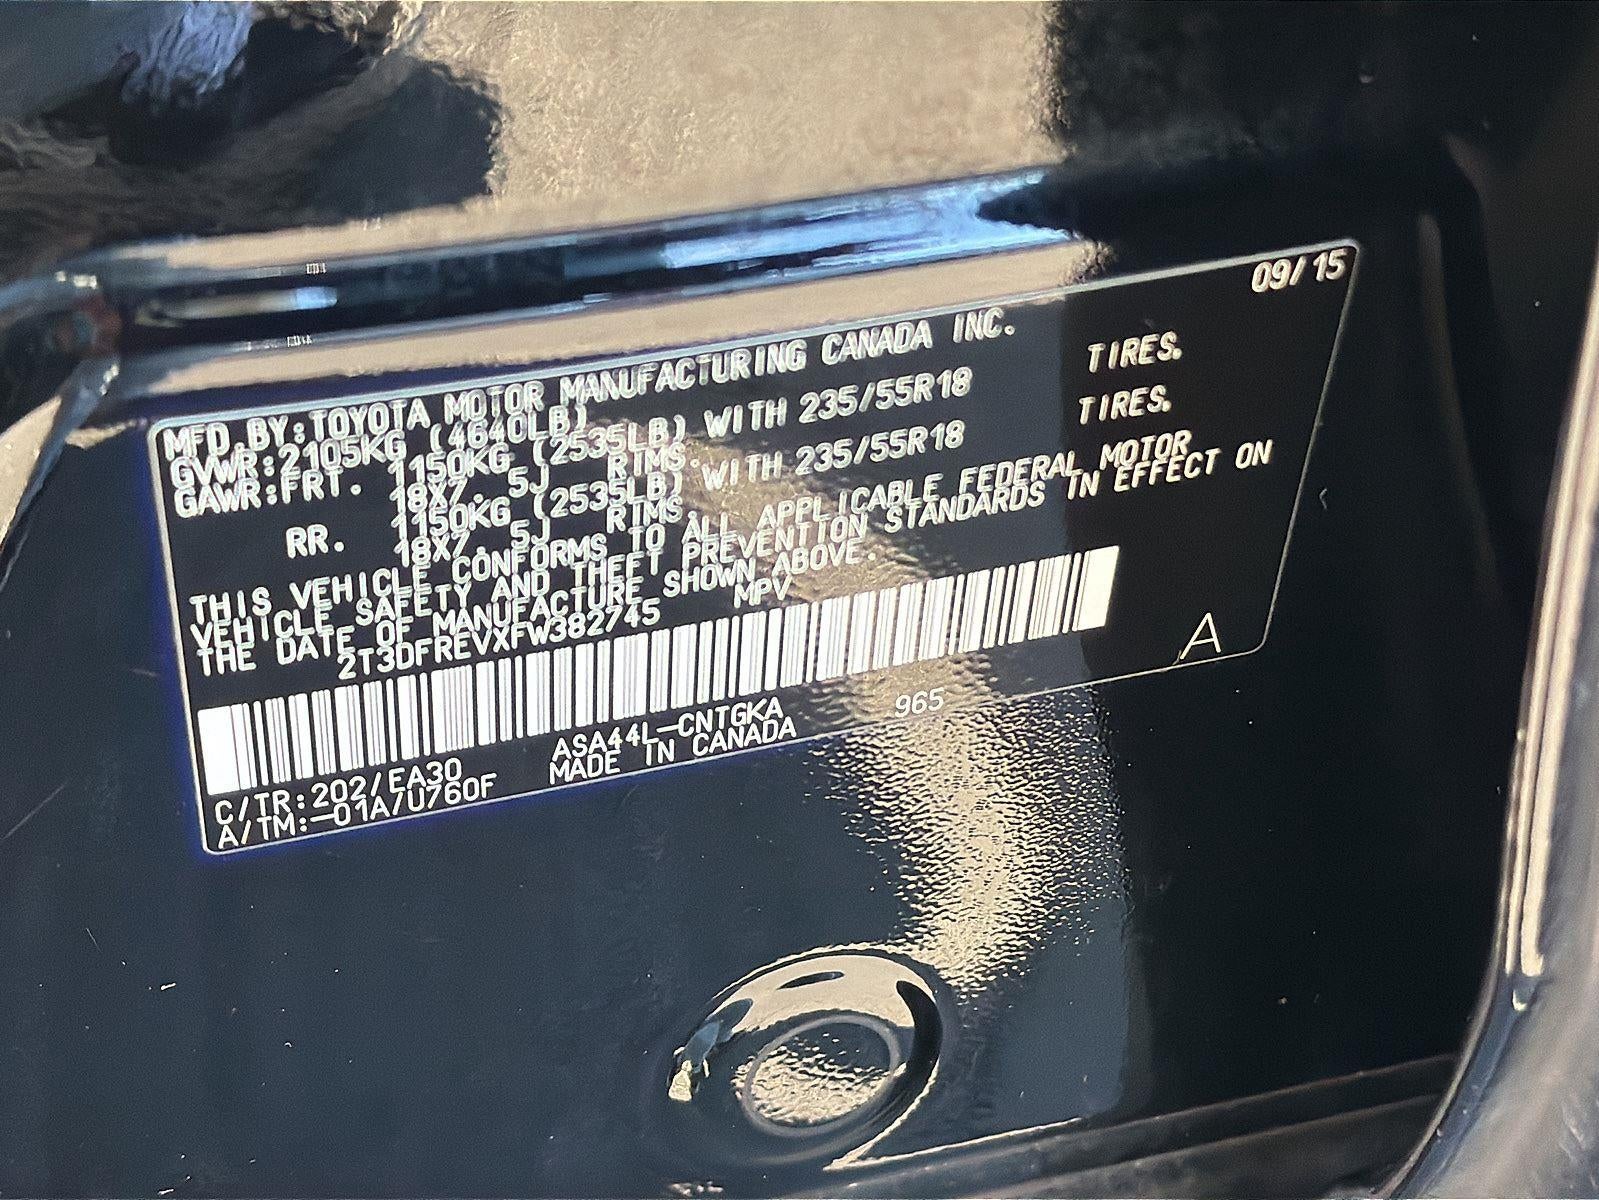 09/15
MFD.BY:TOYOTA MOTOR MANUFACTURING CANADA INC.
GVWR:2105KG (4640LB)
GAWR:FRT. 1150KG (2535LB) WITH 235/55R18 TIRES.
18X7.5J RIMS.
RR. 1150KG (2535LB) WITH 235/55R18 TIRES.
18X7.5J RIMS.
THIS VEHICLE CONFORMS TO ALL APPLICABLE FEDERAL MOTOR
VEHICLE SAFETY AND THEFT PREVENTION STANDARDS IN EFFECT ON
THE DATE OF MANUFACTURE SHOWN ABOVE.
2T3DFREVXFW382745 MPV
C/TR:202/EA30 ASA44L-CNTGKA 965 A
A/TM:-01A/U760F MADE IN CANADA